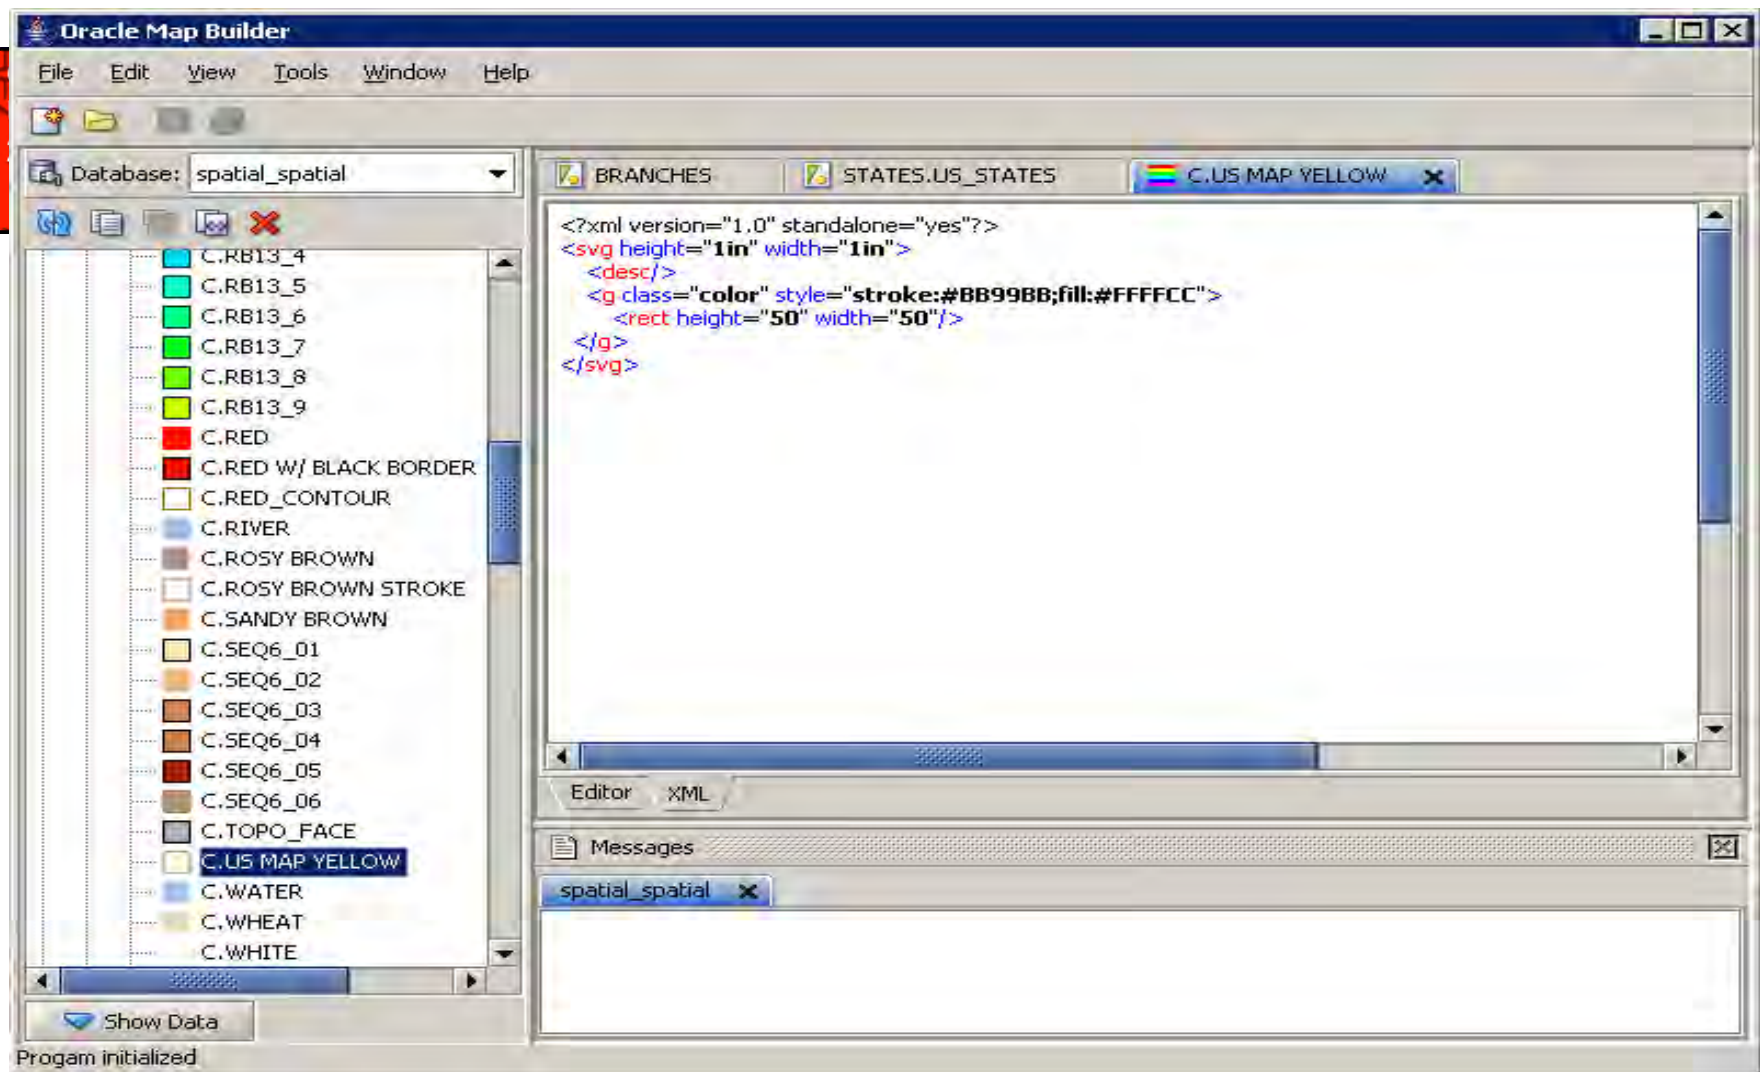 Oracle Map Builder
File Edit View Tools Window Help
Database: spatial_spatial
C.RB13_4
C.RB13_5
C.RB13_6
C.RB13_7
C.RB13_8
C.RB13_9
C.RED
C.RED W/ BLACK BORDER
C.RED_CONTOUR
C.RIVER
C.ROSY BROWN
C.ROSY BROWN STROKE
C.SANDY BROWN
C.SEQ6_01
C.SEQ6_02
C.SEQ6_03
C.SEQ6_04
C.SEQ6_05
C.SEQ6_06
C.TOPO_FACE
C.US MAP YELLOW
C.WATER
C.WHEAT
C.WHITE
Show Data
Progam initialized
BRANCHES STATES.US_STATES C.US MAP YELLOW
<?xml version="1.0" standalone="yes"?>
<svg height="1in" width="1in">
<desc/>
<g class="color" style="stroke:#BB99BB;fill:#FFFFCC">
<rect height="50" width="50"/>
</g>
</svg>
Editor XML
Messages
spatial_spatial